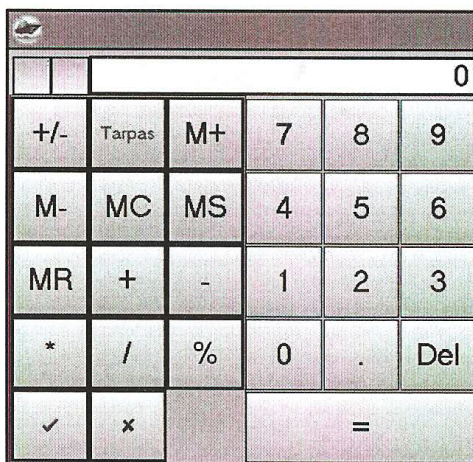 0
+/- Tarpas M+ 7 8 9
M- MC MS 4 5 6
MR + - 1 2 3
* / % 0 . Del
✓ × =